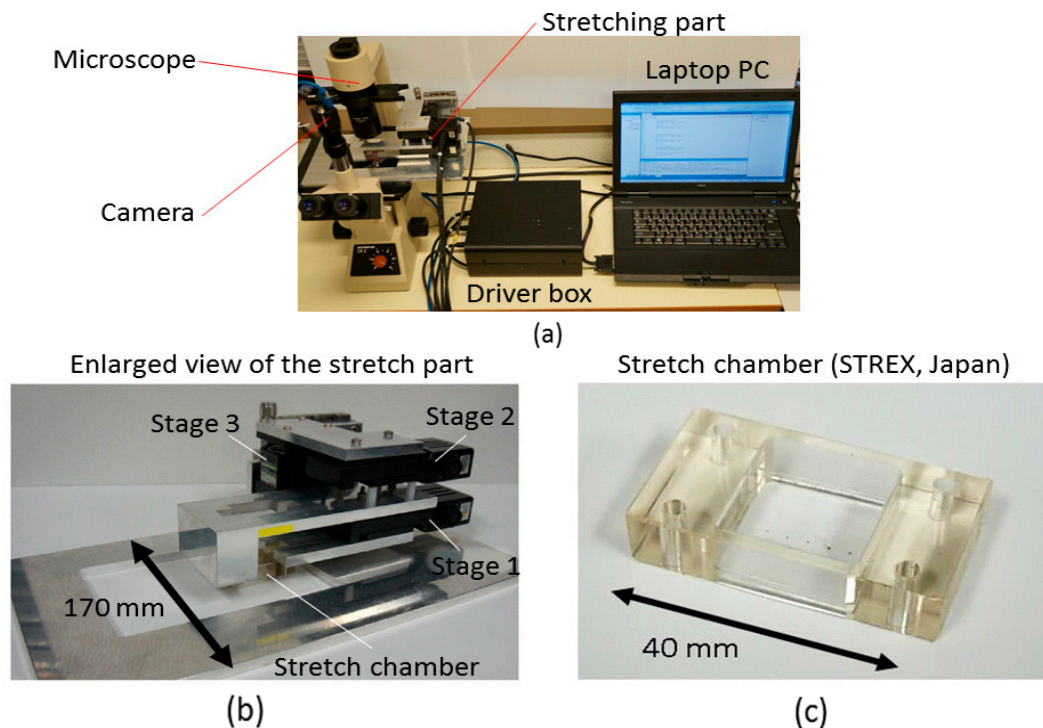 Stretching part
Microscope
Laptop PC
Camera
Driver box
(a)
Enlarged view of the stretch part
Stage 3
Stage 2
Stage 1
170 mm
Stretch chamber
(b)
Stretch chamber (STREX, Japan)
40 mm
(c)